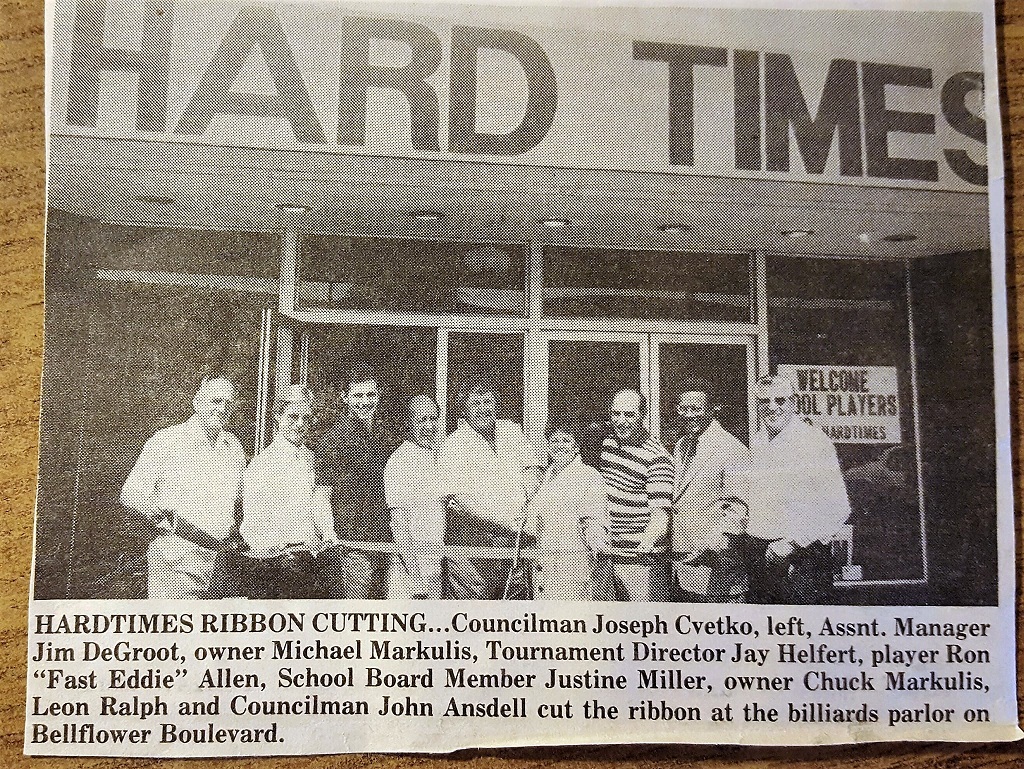 HARD TIMES
WELCOME
OOL PLAYERS
HARDTIMES
HARDTIMES RIBBON CUTTING...Councilman Joseph Cvetko, left, Assnt. Manager
Jim DeGroot, owner Michael Markulis, Tournament Director Jay Helfert, player Ron
“Fast Eddie” Allen, School Board Member Justine Miller, owner Chuck Markulis,
Leon Ralph and Councilman John Ansdell cut the ribbon at the billiards parlor on
Bellflower Boulevard.